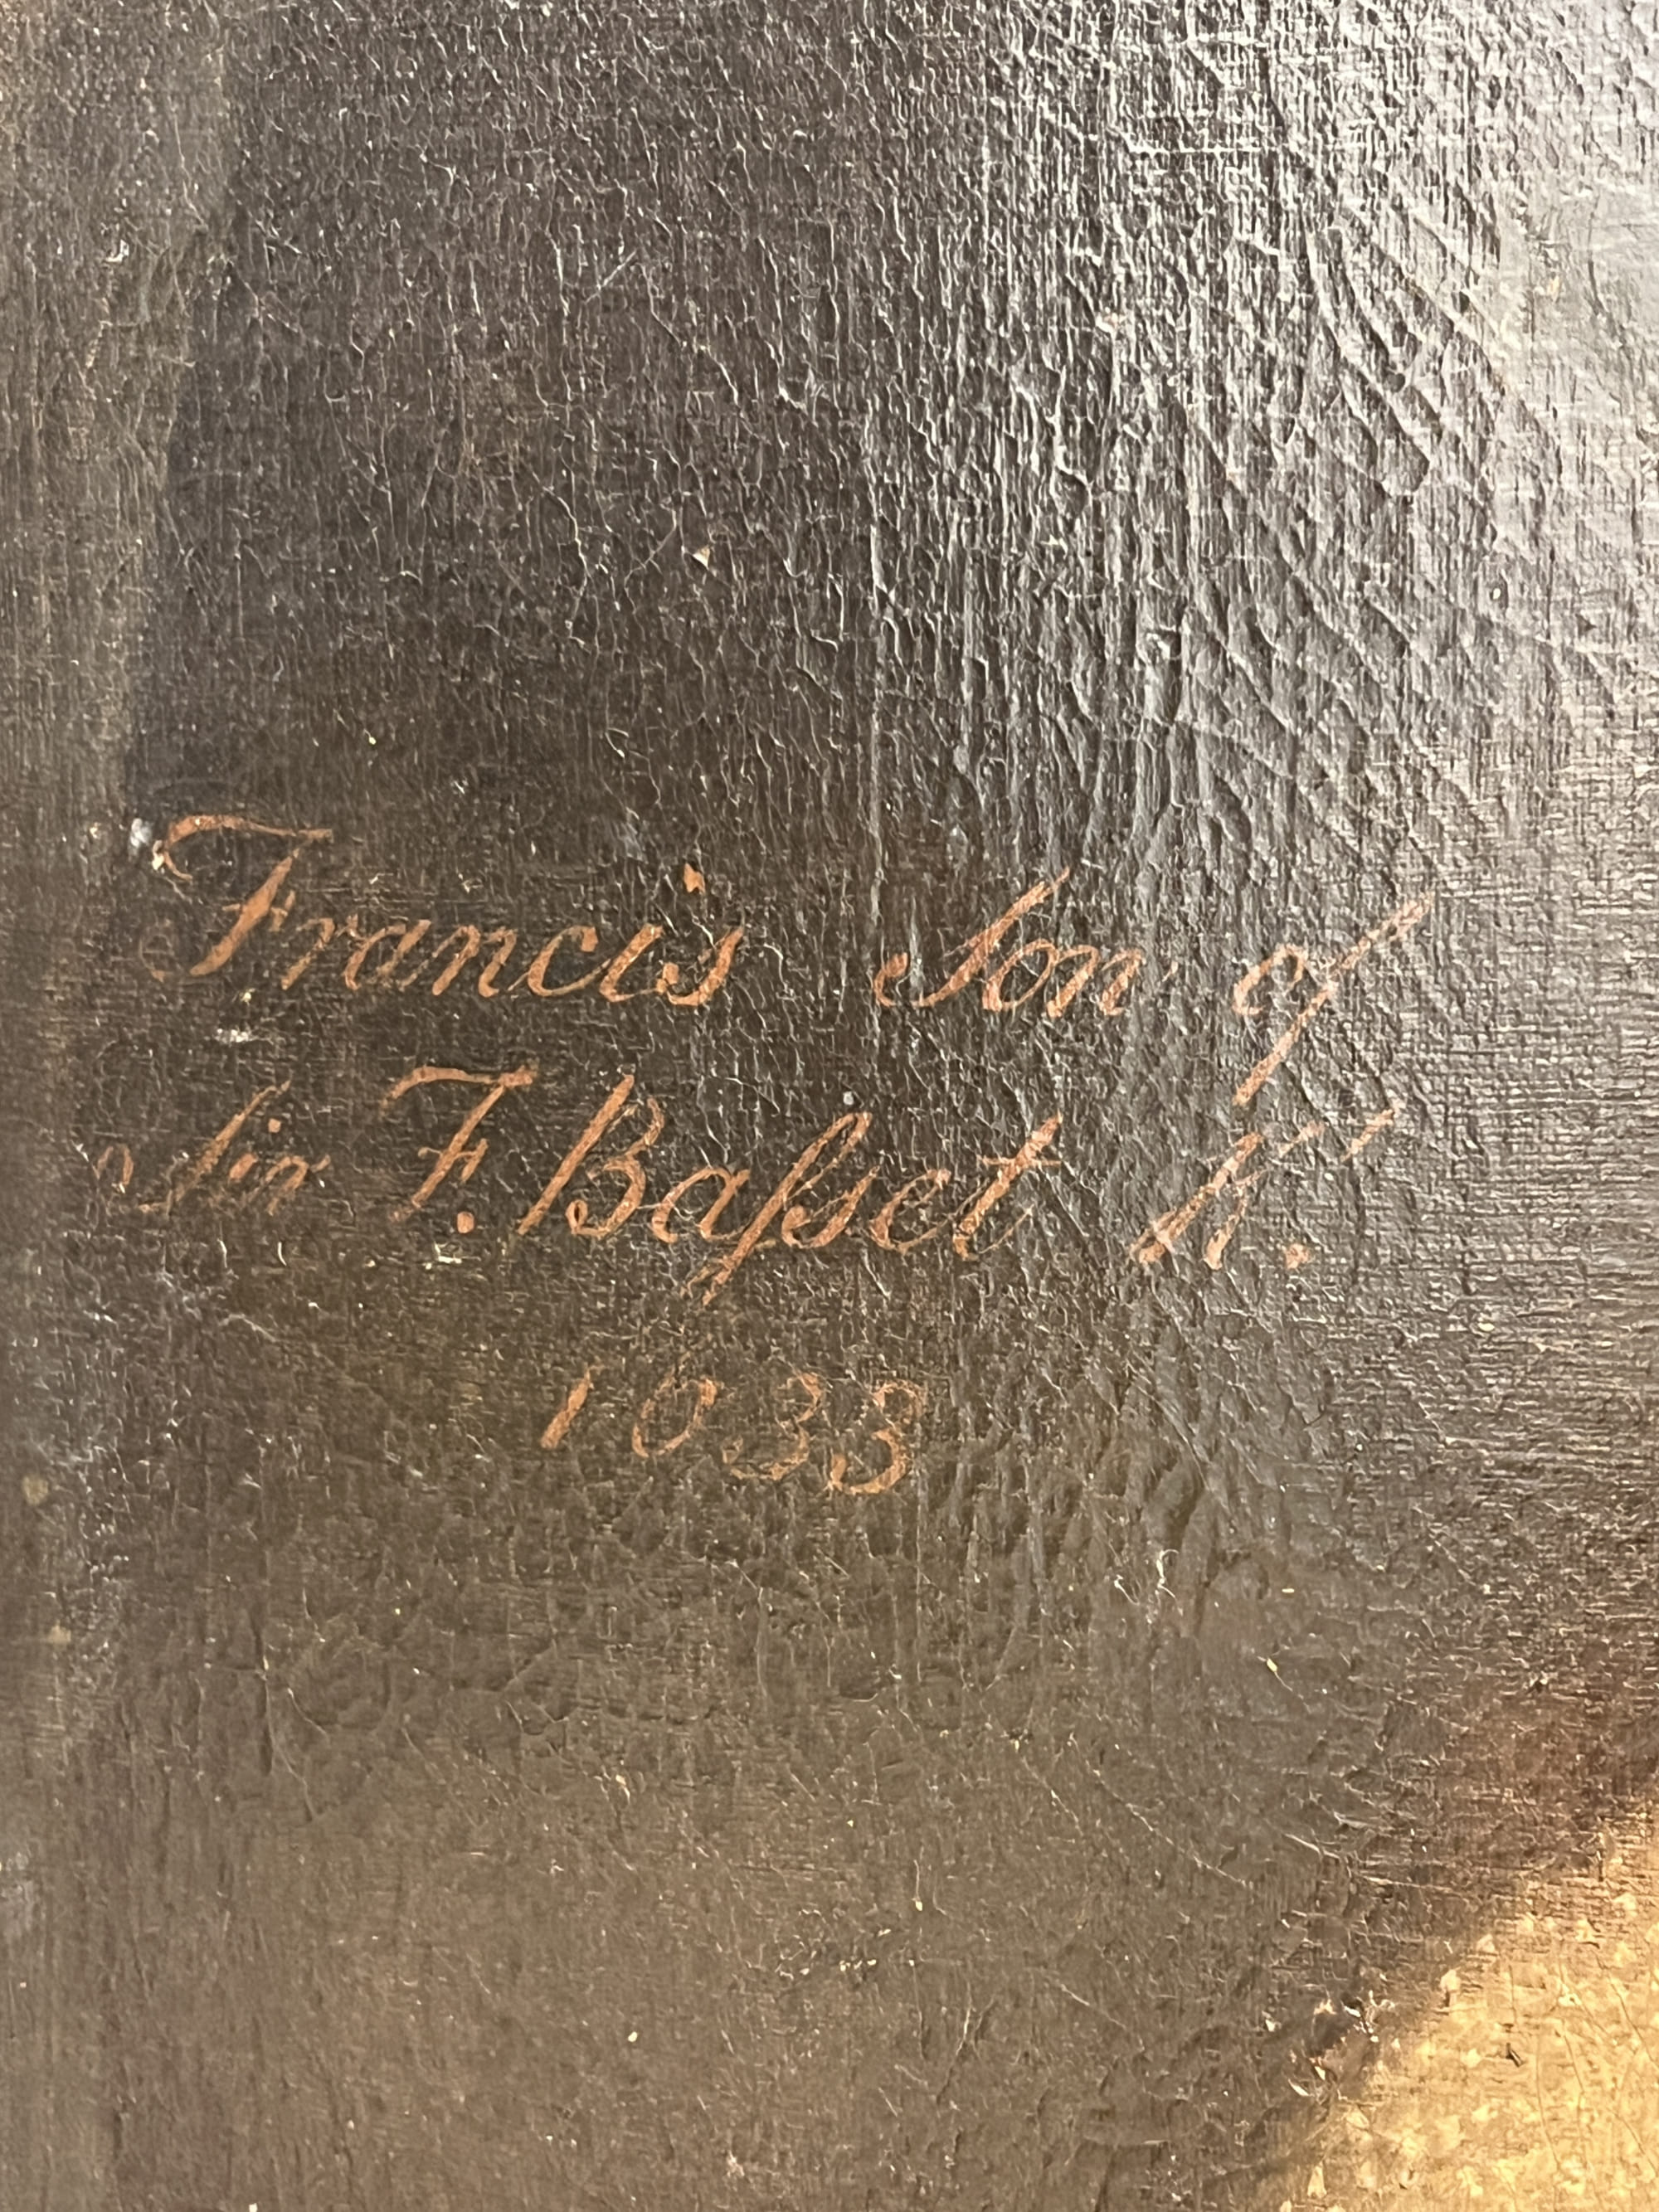 Francis Son of
Sir F. Baſset Kᵗ.
1633